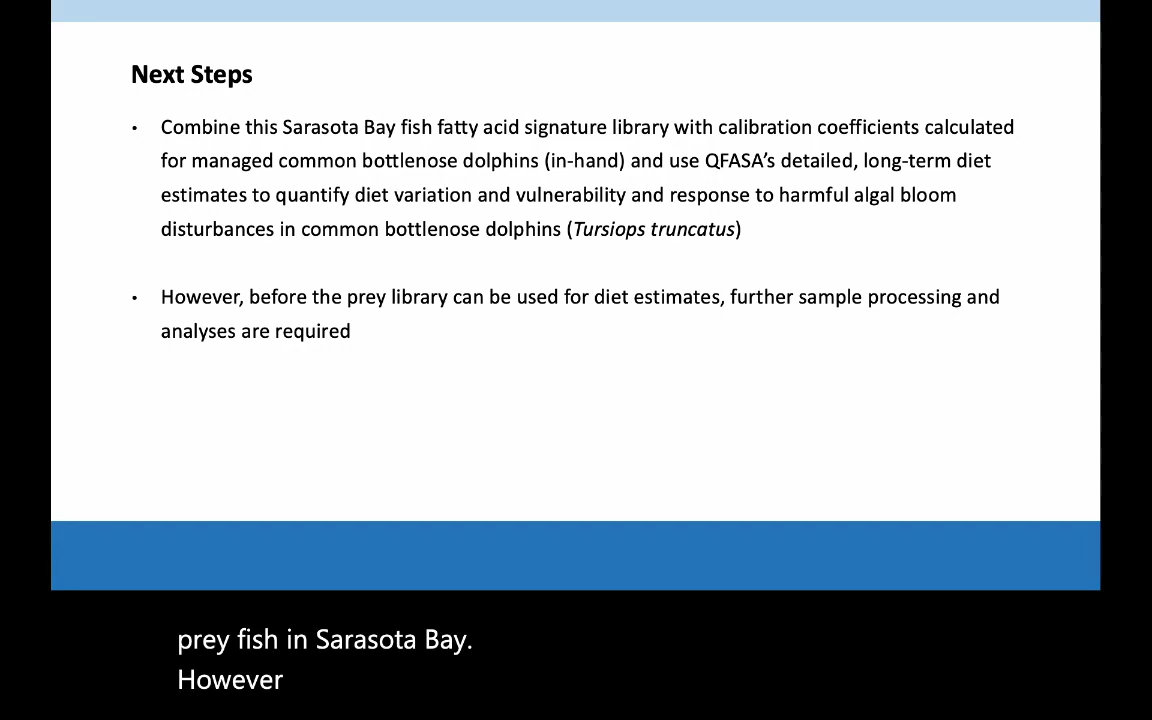 Next Steps
• Combine this Sarasota Bay fish fatty acid signature library with calibration coefficients calculated
for managed common bottlenose dolphins (in-hand) and use QFASA’s detailed, long-term diet
estimates to quantify diet variation and vulnerability and response to harmful algal bloom
disturbances in common bottlenose dolphins (Tursiops truncatus)
• However, before the prey library can be used for diet estimates, further sample processing and
analyses are required
prey fish in Sarasota Bay.
However